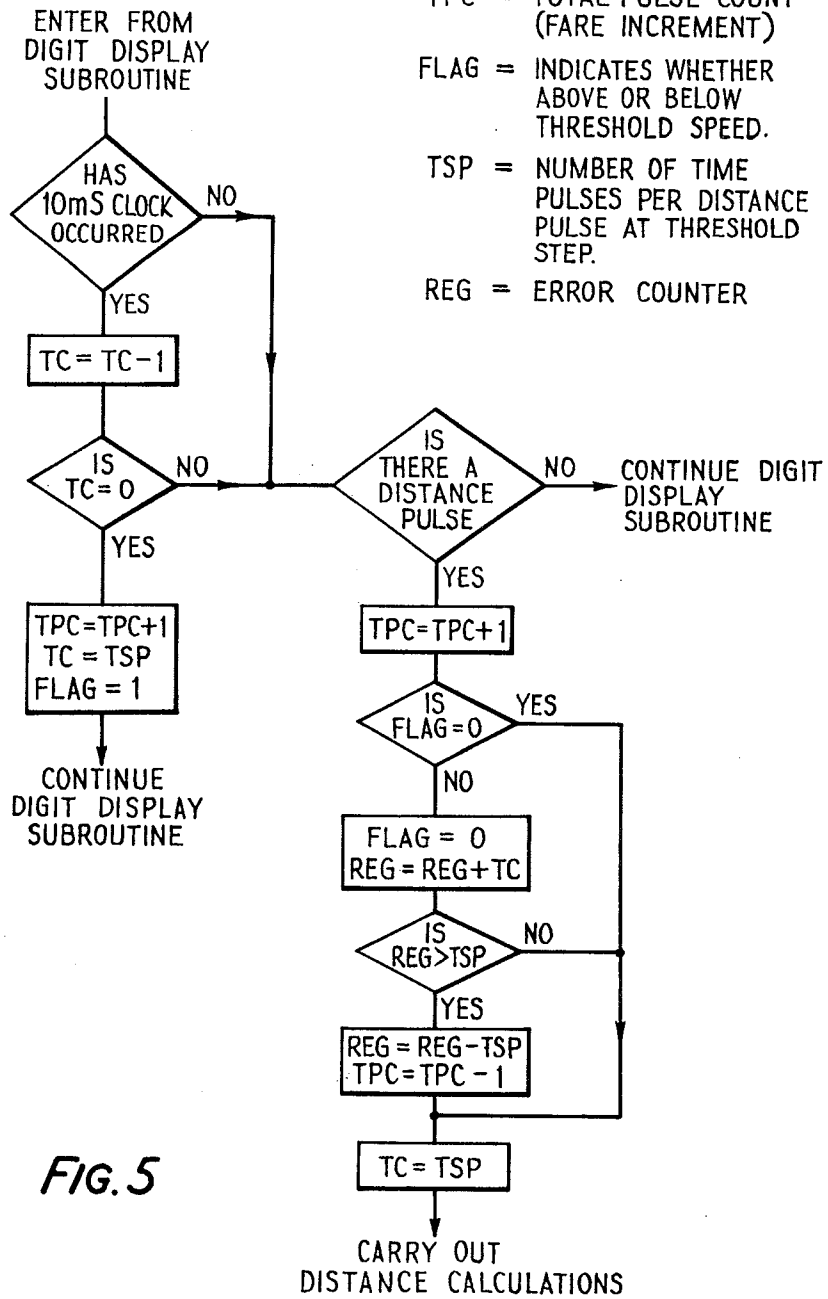 TPC = TOTAL PULSE COUNT
(FARE INCREMENT)
FLAG = INDICATES WHETHER
ABOVE OR BELOW
THRESHOLD SPEED.
TSP = NUMBER OF TIME
PULSES PER DISTANCE
PULSE AT THRESHOLD
STEP.
REG = ERROR COUNTER
ENTER FROM
DIGIT DISPLAY
SUBROUTINE
HAS
10mS CLOCK
OCCURRED
NO
YES
TC = TC-1
IS
TC=0
NO
YES
TPC=TPC+1
TC = TSP
FLAG = 1
CONTINUE
DIGIT DISPLAY
SUBROUTINE
IS
THERE A
DISTANCE
PULSE
NO
CONTINUE DIGIT
DISPLAY
SUBROUTINE
YES
TPC=TPC+1
IS
FLAG=0
YES
NO
FLAG = 0
REG=REG+TC
IS
REG>TSP
NO
YES
REG=REG-TSP
TPC=TPC-1
TC=TSP
CARRY OUT
DISTANCE CALCULATIONS
FIG. 5